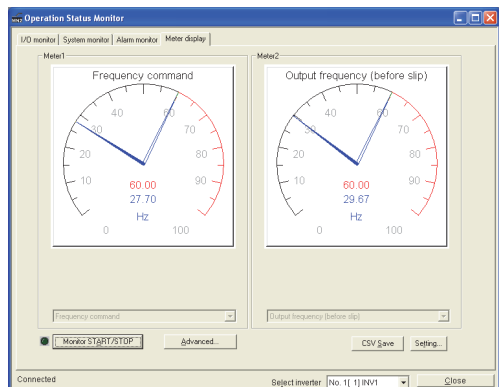 Operation Status Monitor
I/O monitor System monitor Alarm monitor Meter display
Meter1
Frequency command
0 10 20 30 40 60 70 80 90 100
60.00
27.70
Hz
Frequency command
Meter2
Output frequency (before slip)
0 10 20 30 40 60 70 80 90 100
60.00
29.67
Hz
Output frequency (before slip)
Monitor START/STOP Advanced... CSV Save Setting...
Connected Select inverter No. 1[ 1] INV1 Close